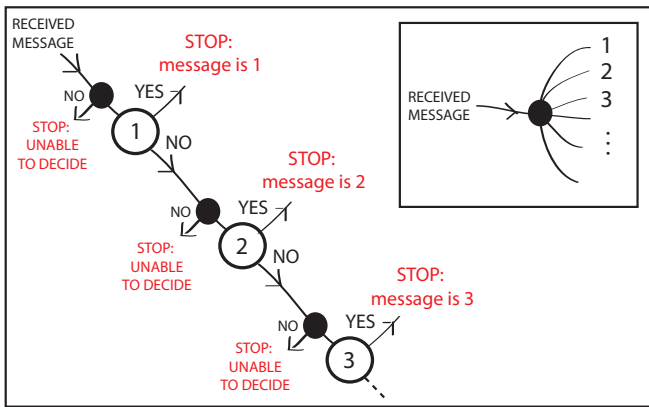 RECEIVED
MESSAGE
STOP:
message is 1
NO
YES
1
STOP:
UNABLE
TO DECIDE
NO
STOP:
message is 2
NO
YES
2
STOP:
UNABLE
TO DECIDE
NO
STOP:
message is 3
NO
YES
3
STOP:
UNABLE
TO DECIDE
RECEIVED
MESSAGE
1
2
3
⋮